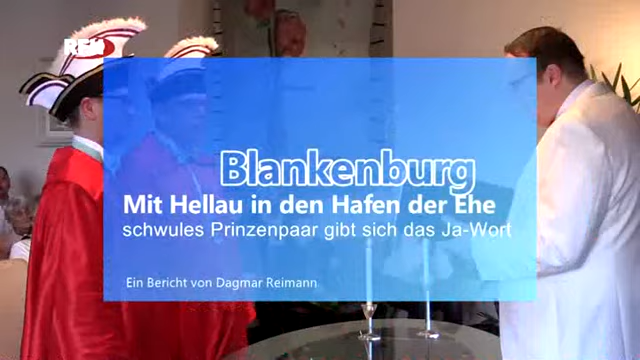 RFH
Blankenburg
Mit Hellau in den Hafen der Ehe
schwules Prinzenpaar gibt sich das Ja-Wort
Ein Bericht von Dagmar Reimann